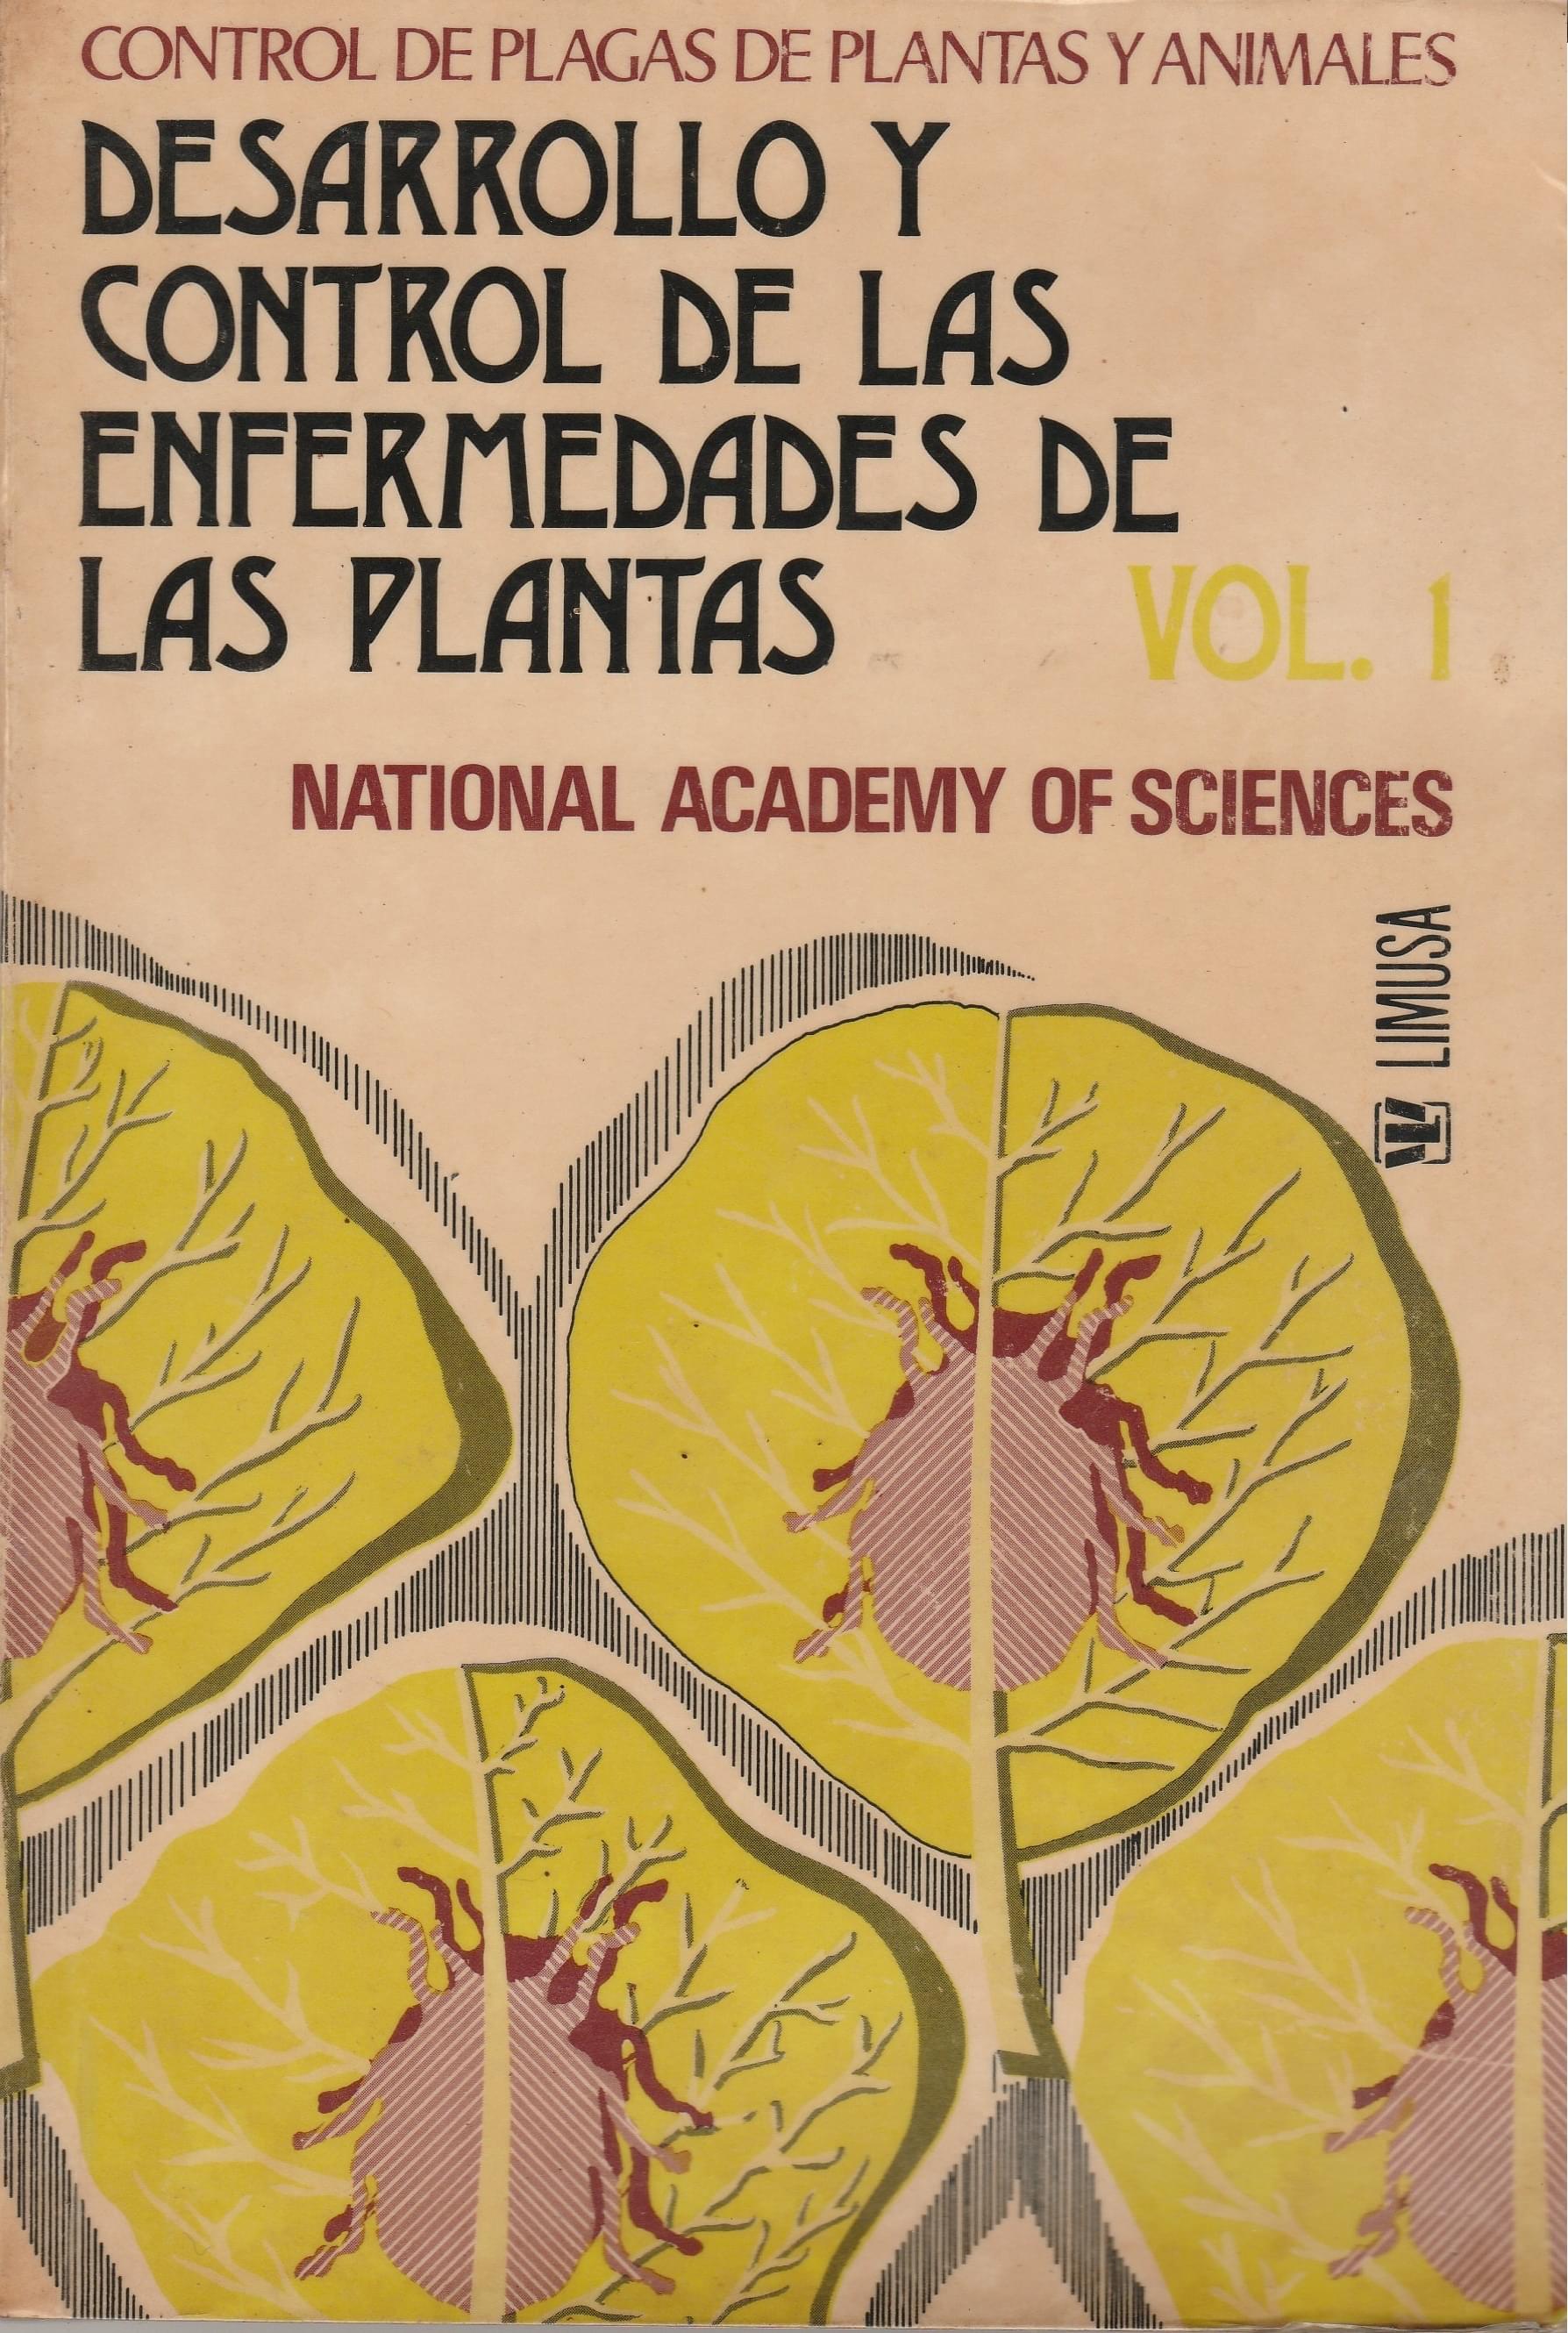 CONTROL DE PLAGAS DE PLANTAS Y ANIMALES
DESARROLLO Y
CONTROL DE LAS
ENFERMEDADES DE
LAS PLANTAS VOL. 1
NATIONAL ACADEMY OF SCIENCES
LIMUSA